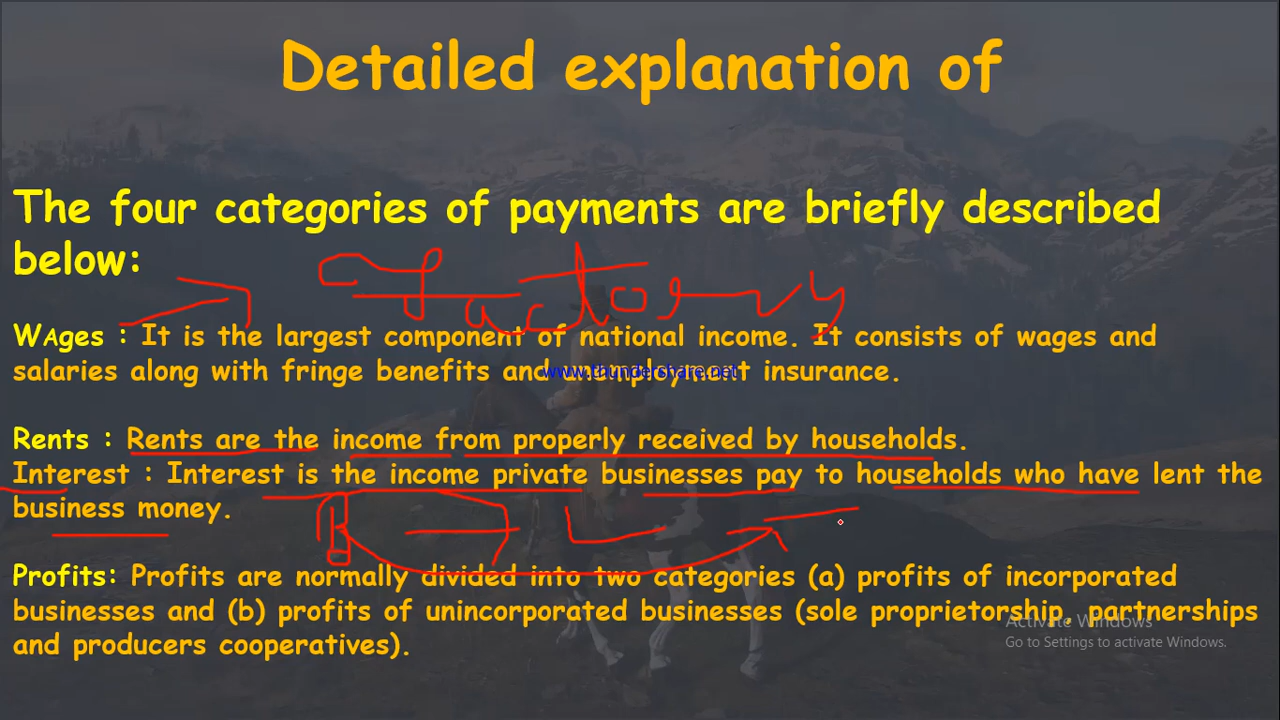 Detailed explanation of
The four categories of payments are briefly described
below:
Factory
WAges : It is the largest component of national income. It consists of wages and
salaries along with fringe benefits and unemployment insurance.
www.thundershare.net
Rents : Rents are the income from properly received by households.
Interest : Interest is the income private businesses pay to households who have lent the
business money.
B L
Profits: Profits are normally divided into two categories (a) profits of incorporated
businesses and (b) profits of unincorporated businesses (sole proprietorship, partnerships
and producers cooperatives).
Activate Windows
Go to Settings to activate Windows.